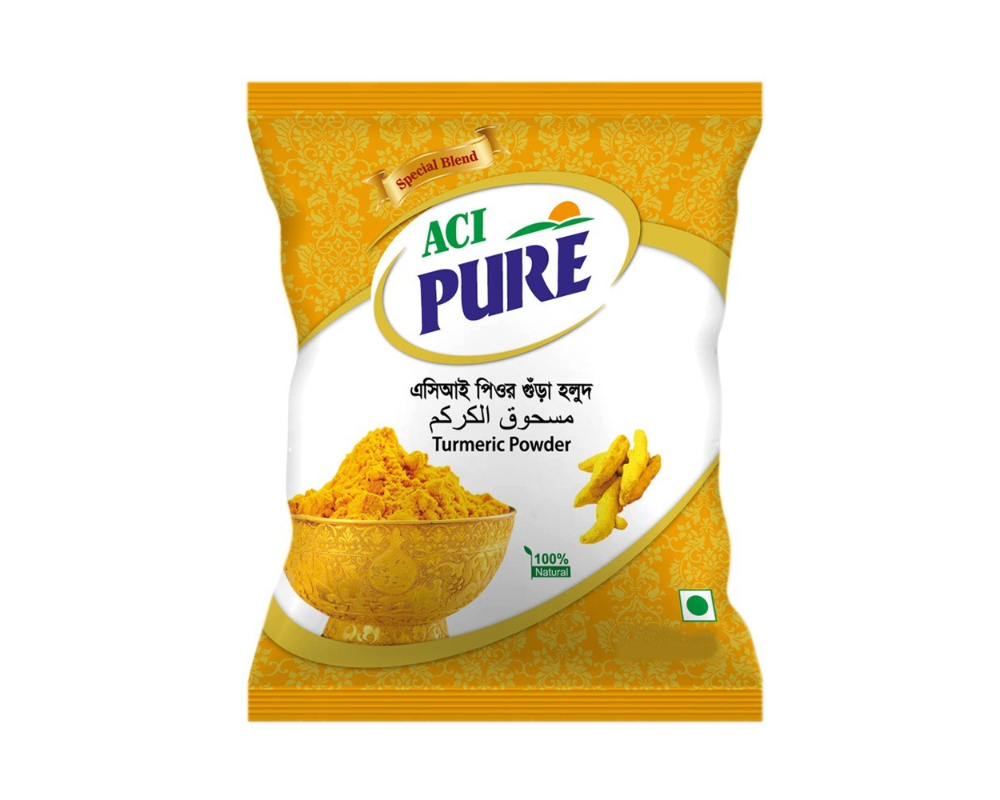 Special Blend
ACI
PURE
এসিআই পিওর গুঁড়া হলুদ
مسحوق الكركم
Turmeric Powder
100%
Natural